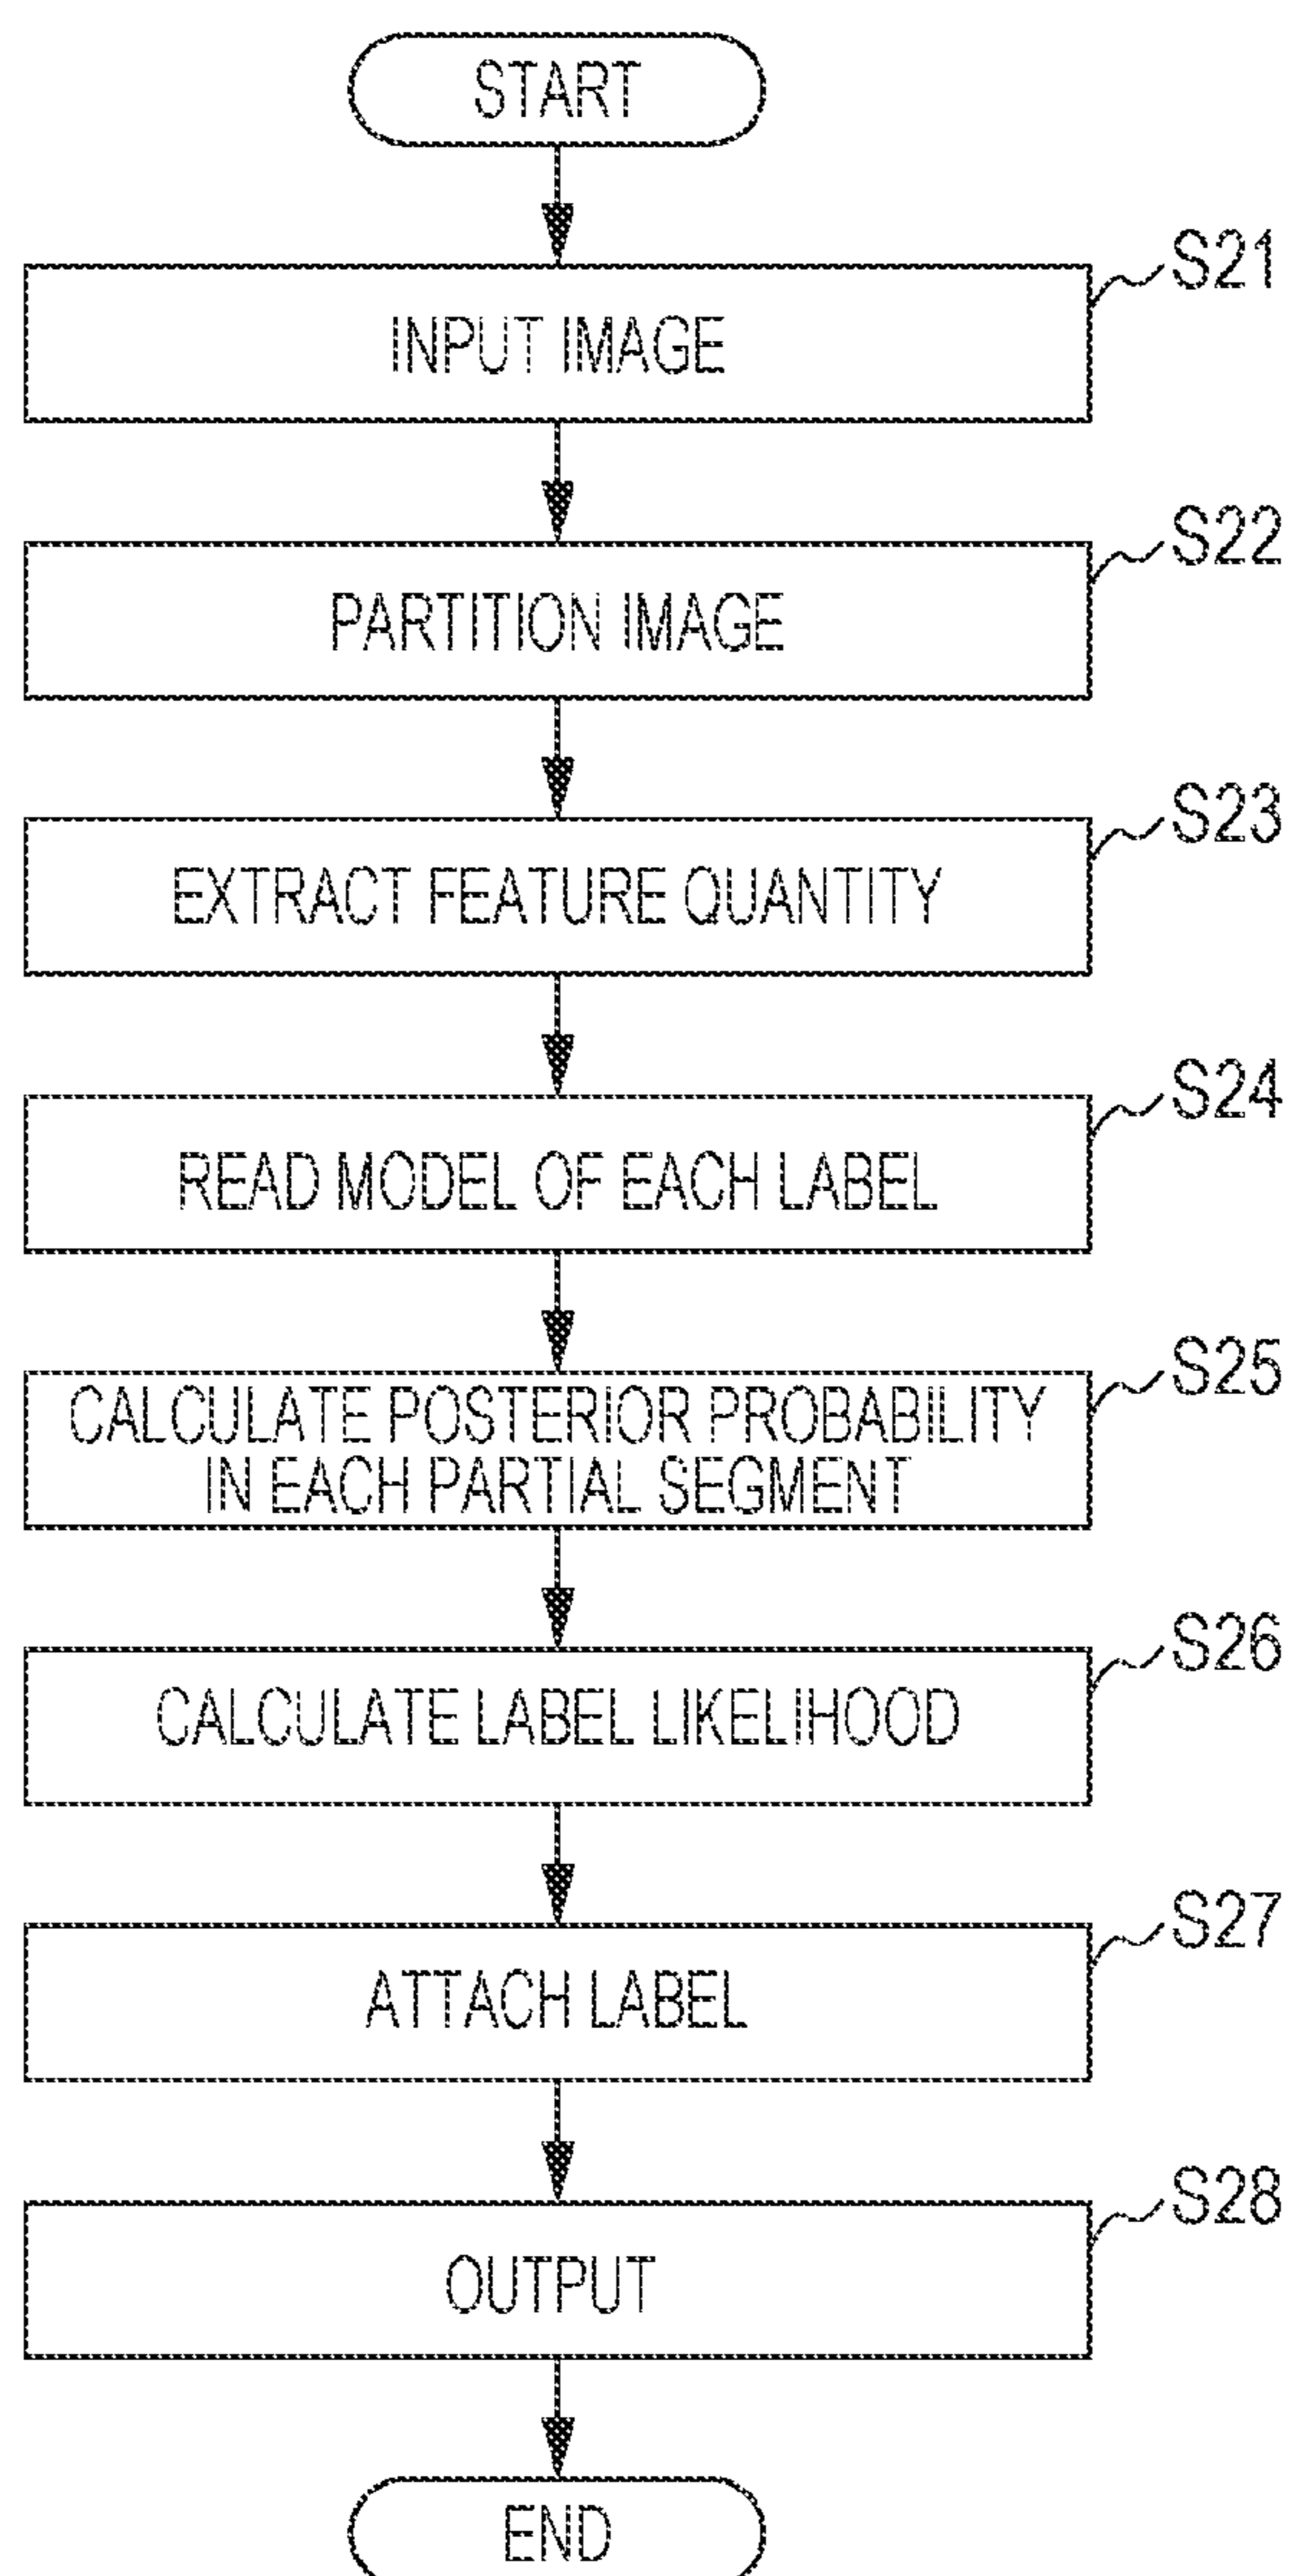 START
S21
INPUT IMAGE
S22
PARTITION IMAGE
S23
EXTRACT FEATURE QUANTITY
S24
READ MODEL OF EACH LABEL
S25
CALCULATE POSTERIOR PROBABILITY
IN EACH PARTIAL SEGMENT
S26
CALCULATE LABEL LIKELIHOOD
S27
ATTACH LABEL
S28
OUTPUT
END